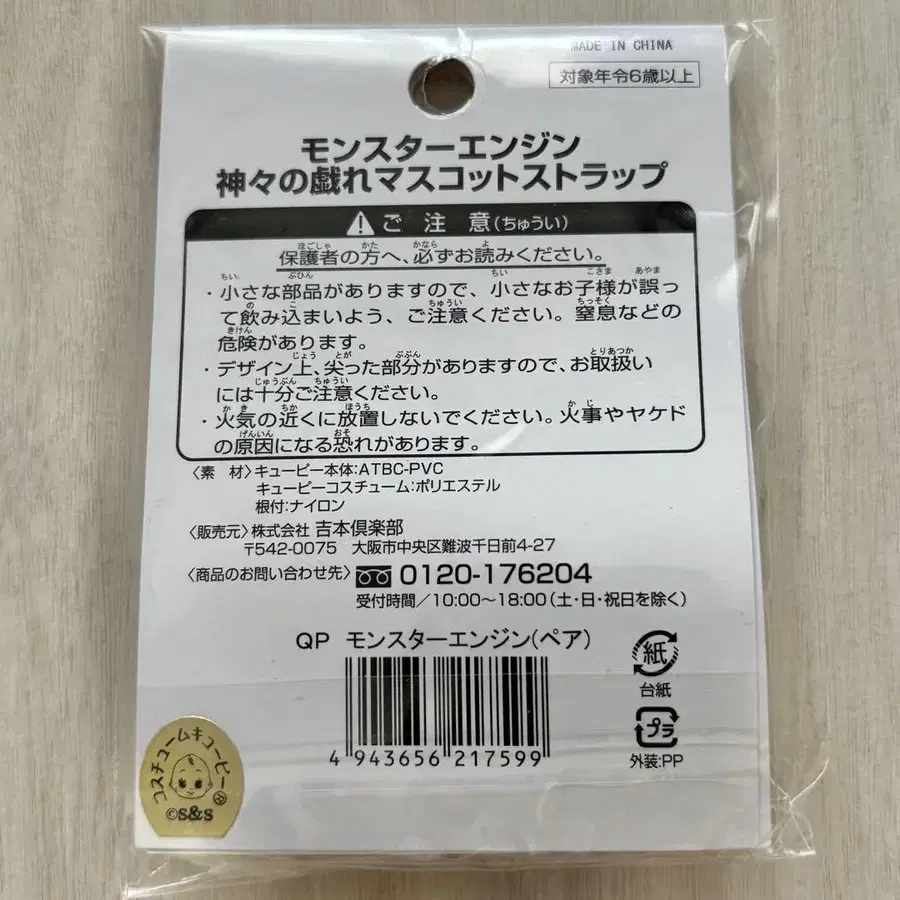 MADE IN CHINA
対象年令6歳以上
モンスターエンジン
神々の戯れマスコットストラップ
ご注意(ちゅうい)
保護者の方へ、必ずお読みください。
・小さな部品がありますので、小さなお子様が誤っ
て飲み込まいよう、ご注意ください。窒息などの
危険があります。
・デザイン上、尖った部分がありますので、お取扱い
には十分ご注意ください。
・火気の近くに放置しないでください。火事やヤケド
の原因になる恐れがあります。
〈素 材〉キューピー本体:ATBC-PVC
キューピーコスチューム:ポリエステル
根付:ナイロン
〈販売元〉株式会社 吉本倶楽部
〒542-0075 大阪市中央区難波千日前4-27
〈商品のお問い合わせ先〉 0120-176204
受付時間/10:00~18:00(土・日・祝日を除く)
QP モンスターエンジン(ペア)
4 943656 217599
紙
台紙
プラ
外装:PP
コスチュームキューピー®
©s&s